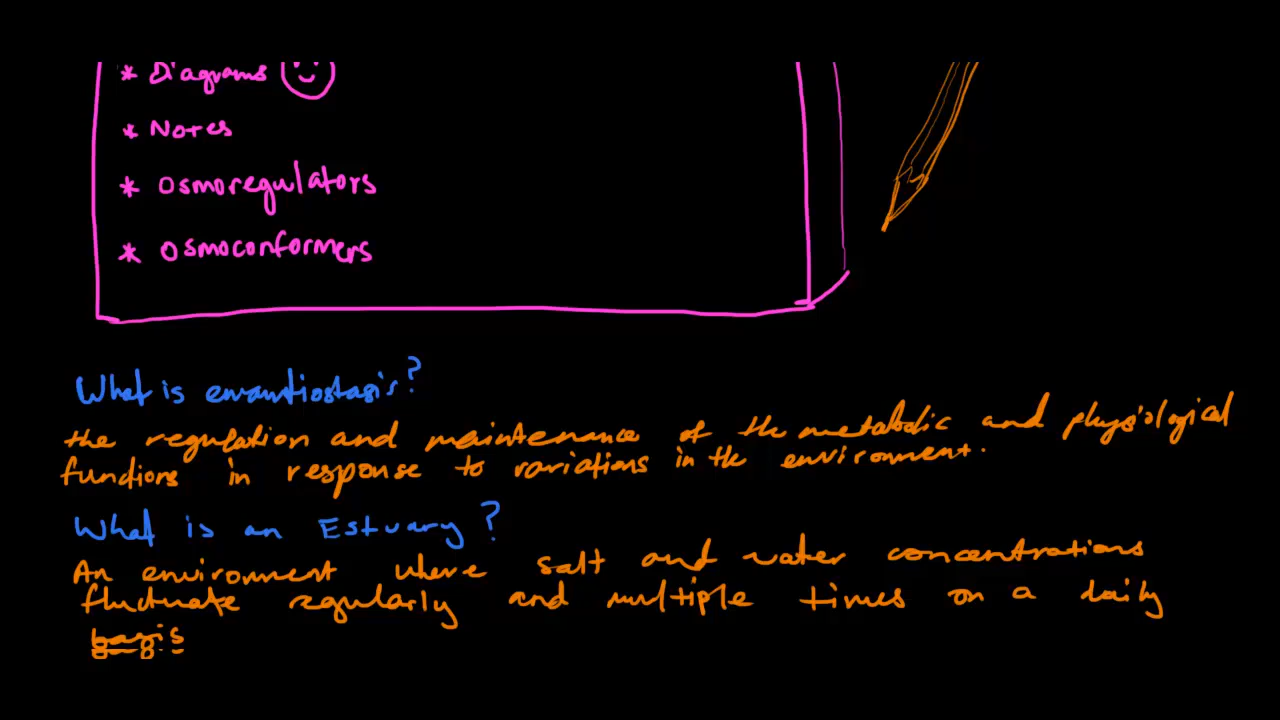 * Diagrams
* Notes
* Osmoregulators
* Osmoconformers
What is enantiostasis?
the regulation and maintenance of the metabolic and physiological
functions in response to variations in the environment.
What is an Estuary?
An environment where salt and water concentrations
fluctuate regularly and multiple times on a daily
basis